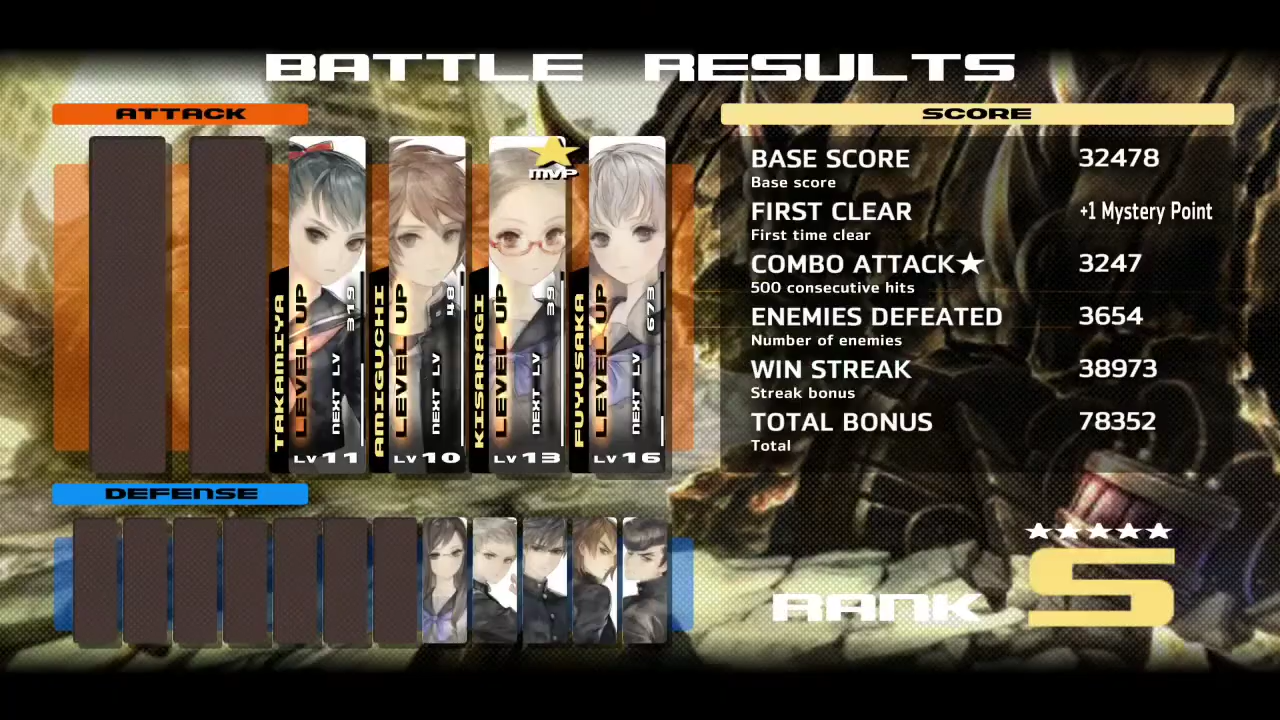 BATTLE RESULTS
ATTACK
MVP
TAKAMIYA
LEVEL UP
NEXT LV 319
LV 11
AMIGUCHI
LEVEL UP
NEXT LV 48
LV 10
KISARAGI
LEVEL UP
NEXT LV 39
LV 13
FUYUSAKA
LEVEL UP
NEXT LV 673
LV 16
DEFENSE
SCORE
BASE SCORE 32478
Base score
FIRST CLEAR +1 Mystery Point
First time clear
COMBO ATTACK★ 3247
500 consecutive hits
ENEMIES DEFEATED 3654
Number of enemies
WIN STREAK 38973
Streak bonus
TOTAL BONUS 78352
Total
★★★★★
RANK S